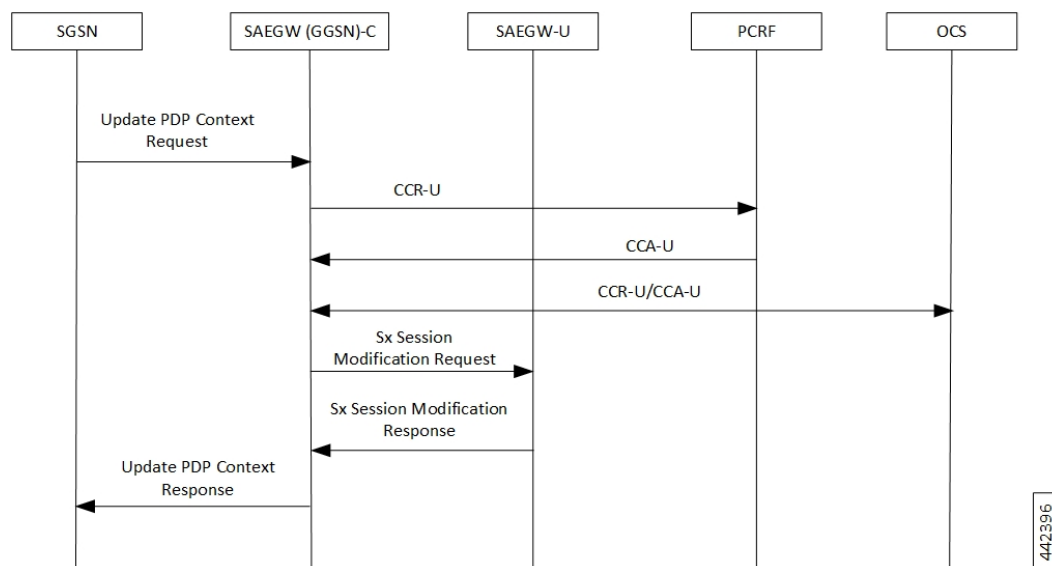 SGSN
SAEGW (GGSN)-C
SAEGW-U
PCRF
OCS
Update PDP Context
Request
CCR-U
CCA-U
CCR-U/CCA-U
Sx Session
Modification Request
Sx Session Modification
Response
Update PDP Context
Response
442396